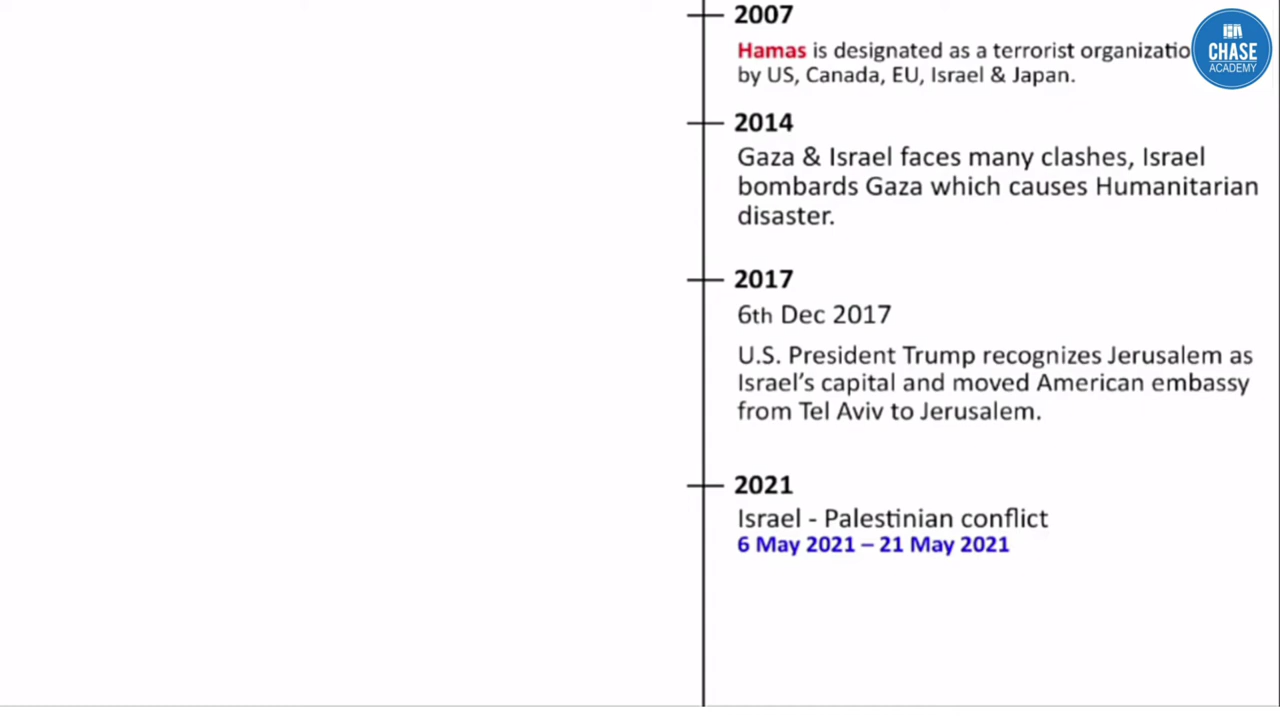 2007
Hamas is designated as a terrorist organizatio
by US, Canada, EU, Israel & Japan.
2014
Gaza & Israel faces many clashes, Israel
bombards Gaza which causes Humanitarian
disaster.
2017
6th Dec 2017
U.S. President Trump recognizes Jerusalem as
Israel's capital and moved American embassy
from Tel Aviv to Jerusalem.
2021
Israel - Palestinian conflict
6 May 2021 – 21 May 2021
CHASE
ACADEMY